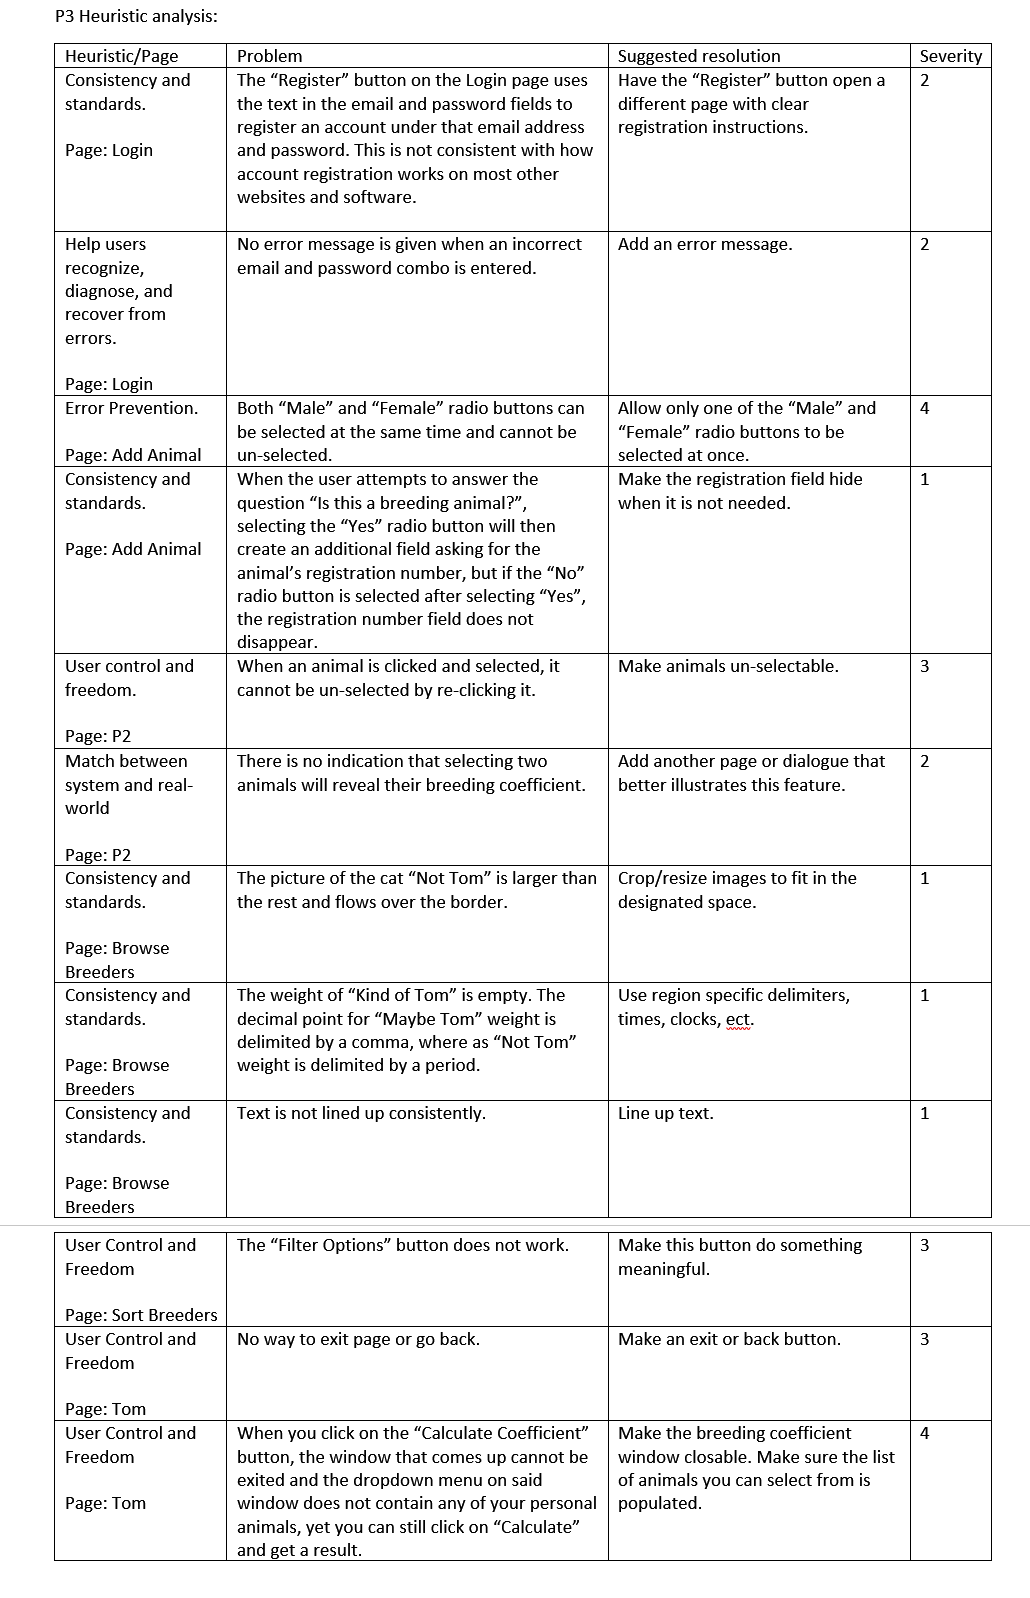 P3 Heuristic analysis:
Heuristic/Page
Problem
Suggested resolution
Severity
Consistency and
standards.
Page: Login
The “Register” button on the Login page uses
the text in the email and password fields to
register an account under that email address
and password. This is not consistent with how
account registration works on most other
websites and software.
Have the “Register” button open a
different page with clear
registration instructions.
2
Help users
recognize,
diagnose, and
recover from
errors.
Page: Login
No error message is given when an incorrect
email and password combo is entered.
Add an error message.
2
Error Prevention.
Page: Add Animal
Both “Male” and “Female” radio buttons can
be selected at the same time and cannot be
un-selected.
Allow only one of the “Male” and
“Female” radio buttons to be
selected at once.
4
Consistency and
standards.
Page: Add Animal
When the user attempts to answer the
question “Is this a breeding animal?”,
selecting the “Yes” radio button will then
create an additional field asking for the
animal’s registration number, but if the “No”
radio button is selected after selecting “Yes”,
the registration number field does not
disappear.
Make the registration field hide
when it is not needed.
1
User control and
freedom.
Page: P2
When an animal is clicked and selected, it
cannot be un-selected by re-clicking it.
Make animals un-selectable.
3
Match between
system and real-
world
Page: P2
There is no indication that selecting two
animals will reveal their breeding coefficient.
Add another page or dialogue that
better illustrates this feature.
2
Consistency and
standards.
Page: Browse
Breeders
The picture of the cat “Not Tom” is larger than
the rest and flows over the border.
Crop/resize images to fit in the
designated space.
1
Consistency and
standards.
Page: Browse
Breeders
The weight of “Kind of Tom” is empty. The
decimal point for “Maybe Tom” weight is
delimited by a comma, where as “Not Tom”
weight is delimited by a period.
Use region specific delimiters,
times, clocks, ect.
1
Consistency and
standards.
Page: Browse
Breeders
Text is not lined up consistently.
Line up text.
1
User Control and
Freedom
Page: Sort Breeders
The “Filter Options” button does not work.
Make this button do something
meaningful.
3
User Control and
Freedom
Page: Tom
No way to exit page or go back.
Make an exit or back button.
3
User Control and
Freedom
Page: Tom
When you click on the “Calculate Coefficient”
button, the window that comes up cannot be
exited and the dropdown menu on said
window does not contain any of your personal
animals, yet you can still click on “Calculate”
and get a result.
Make the breeding coefficient
window closable. Make sure the list
of animals you can select from is
populated.
4